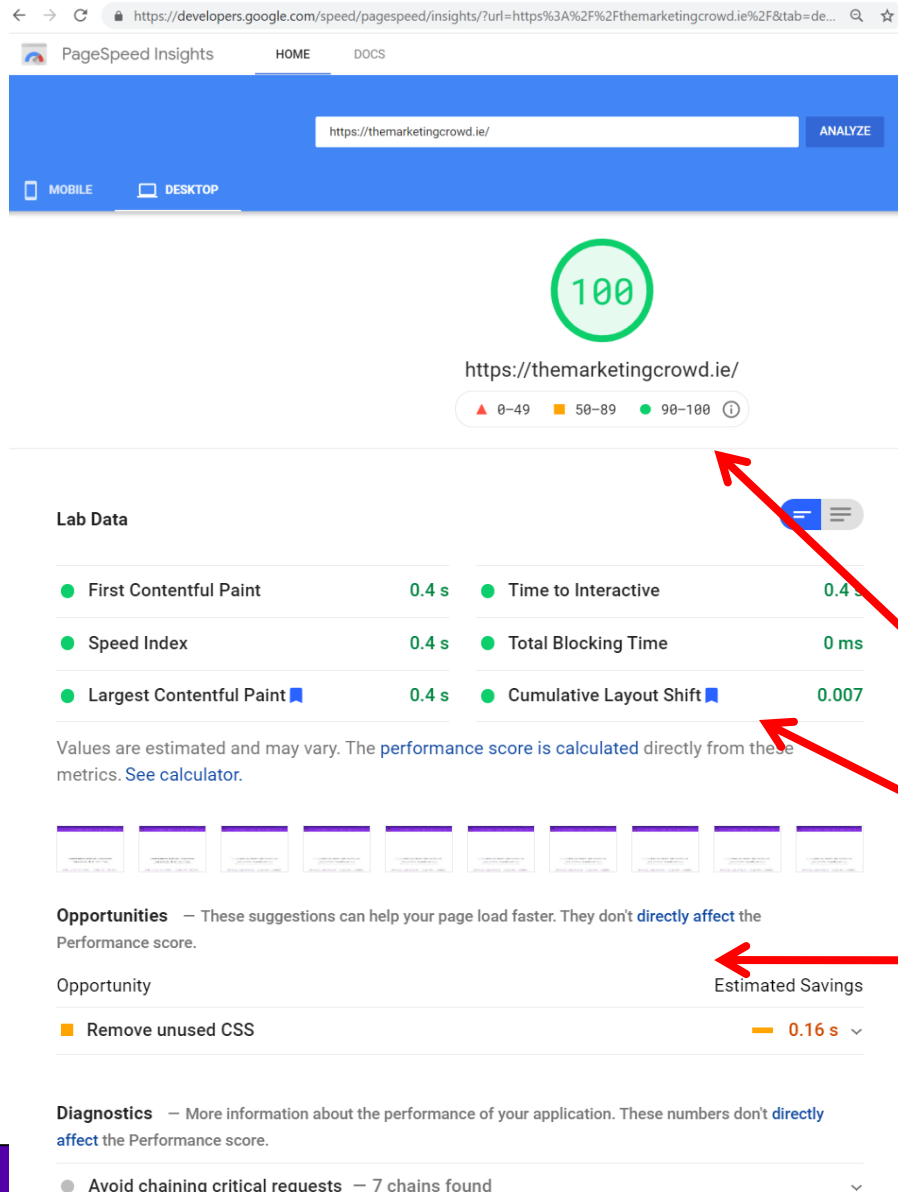 https://developers.google.com/speed/pagespeed/insights/?url=https%3A%2F%2Fthemarketingcrowd.ie%2F&tab=de...
PageSpeed Insights HOME DOCS
https://themarketingcrowd.ie/ ANALYZE
MOBILE DESKTOP
100
https://themarketingcrowd.ie/
0–49 50–89 90–100
Lab Data
First Contentful Paint 0.4 s Time to Interactive 0.4 s
Speed Index 0.4 s Total Blocking Time 0 ms
Largest Contentful Paint 0.4 s Cumulative Layout Shift 0.007
Values are estimated and may vary. The performance score is calculated directly from these
metrics. See calculator.
Opportunities — These suggestions can help your page load faster. They don't directly affect the
Performance score.
Opportunity Estimated Savings
Remove unused CSS 0.16 s
Diagnostics — More information about the performance of your application. These numbers don't directly
affect the Performance score.
Avoid chaining critical requests — 7 chains found